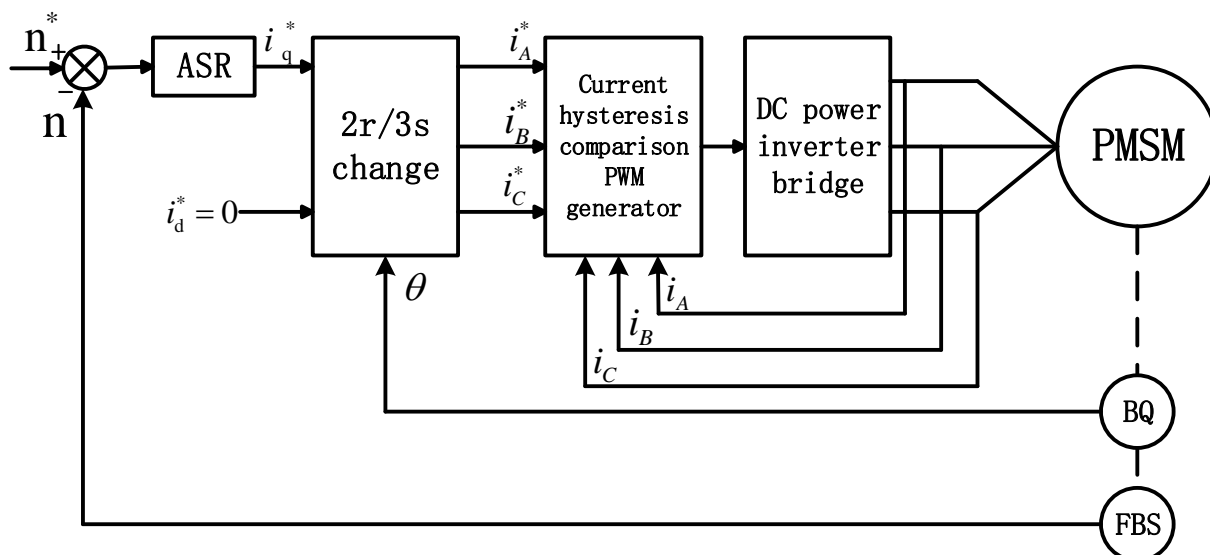 n*
+
−
n
ASR
i_q^*
i_d^* = 0
2r/3s
change
θ
i_A^*
i_B^*
i_C^*
Current
hysteresis
comparison
PWM
generator
i_A
i_B
i_C
DC power
inverter
bridge
PMSM
BQ
FBS